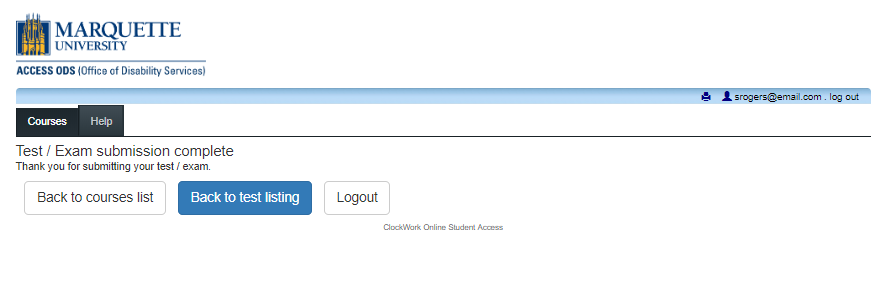 MARQUETTE
UNIVERSITY
ACCESS ODS (Office of Disability Services)
srogers@email.com . log out
Courses Help
Test / Exam submission complete
Thank you for submitting your test / exam.
Back to courses list Back to test listing Logout
ClockWork Online Student Access